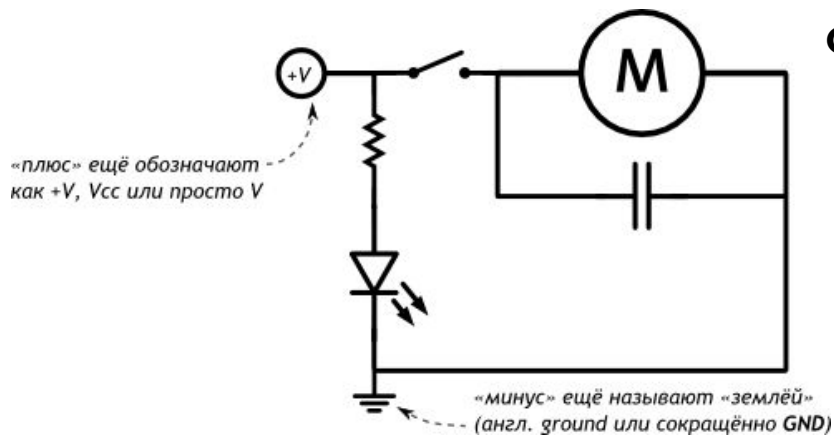 +V
M
«плюс» ещё обозначают
как +V, Vcc или просто V
«минус» ещё называют «землёй»
(англ. ground или сокращённо GND)